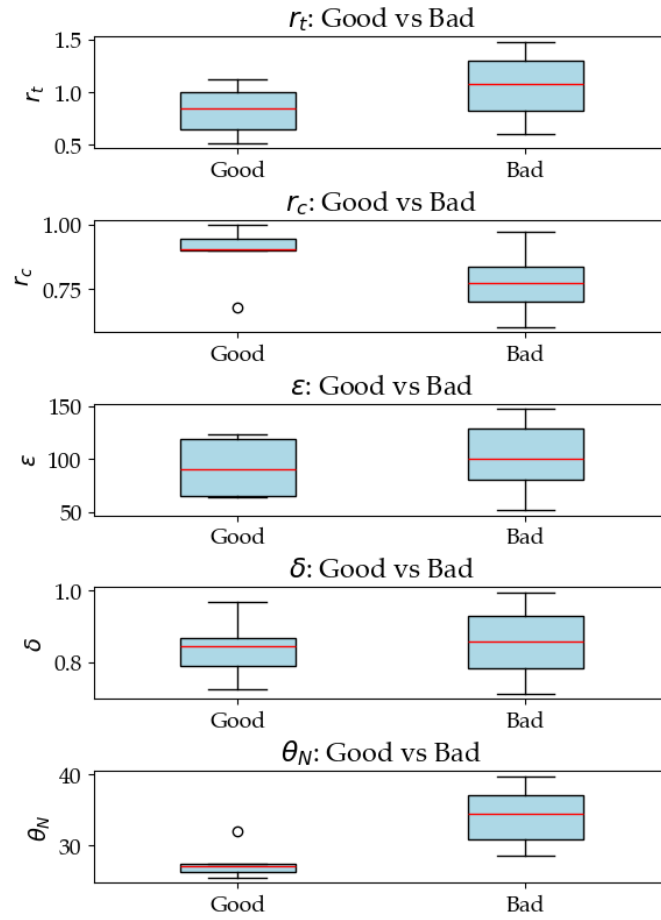 r_t: Good vs Bad
1.5
1.0
0.5
r_t
Good Bad
r_c: Good vs Bad
1.00
0.75
r_c
Good Bad
ε: Good vs Bad
150
100
50
ε
Good Bad
δ: Good vs Bad
1.0
0.8
δ
Good Bad
θ_N: Good vs Bad
40
30
θ_N
Good Bad